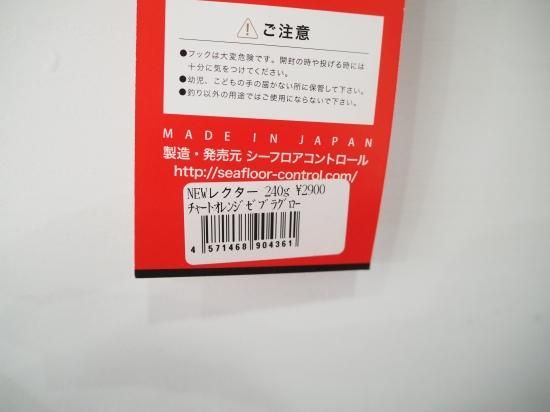 ご注意
●フックは大変危険です。開封の時や投げる時には
十分に気をつけてください。
●幼児、こどもの手の届かない所に保管して下さい。
●釣り以外の用途ではご使用にならないで下さい。
MADE IN JAPAN
製造・発売元 シーフロアコントロール
http://seafloor-control.com/
NEWレクター 240g ¥2900
ﾁｬｰﾄｵﾚﾝｼﾞｾﾞﾌﾞﾗｸﾞﾛｰ
4 571468 904361